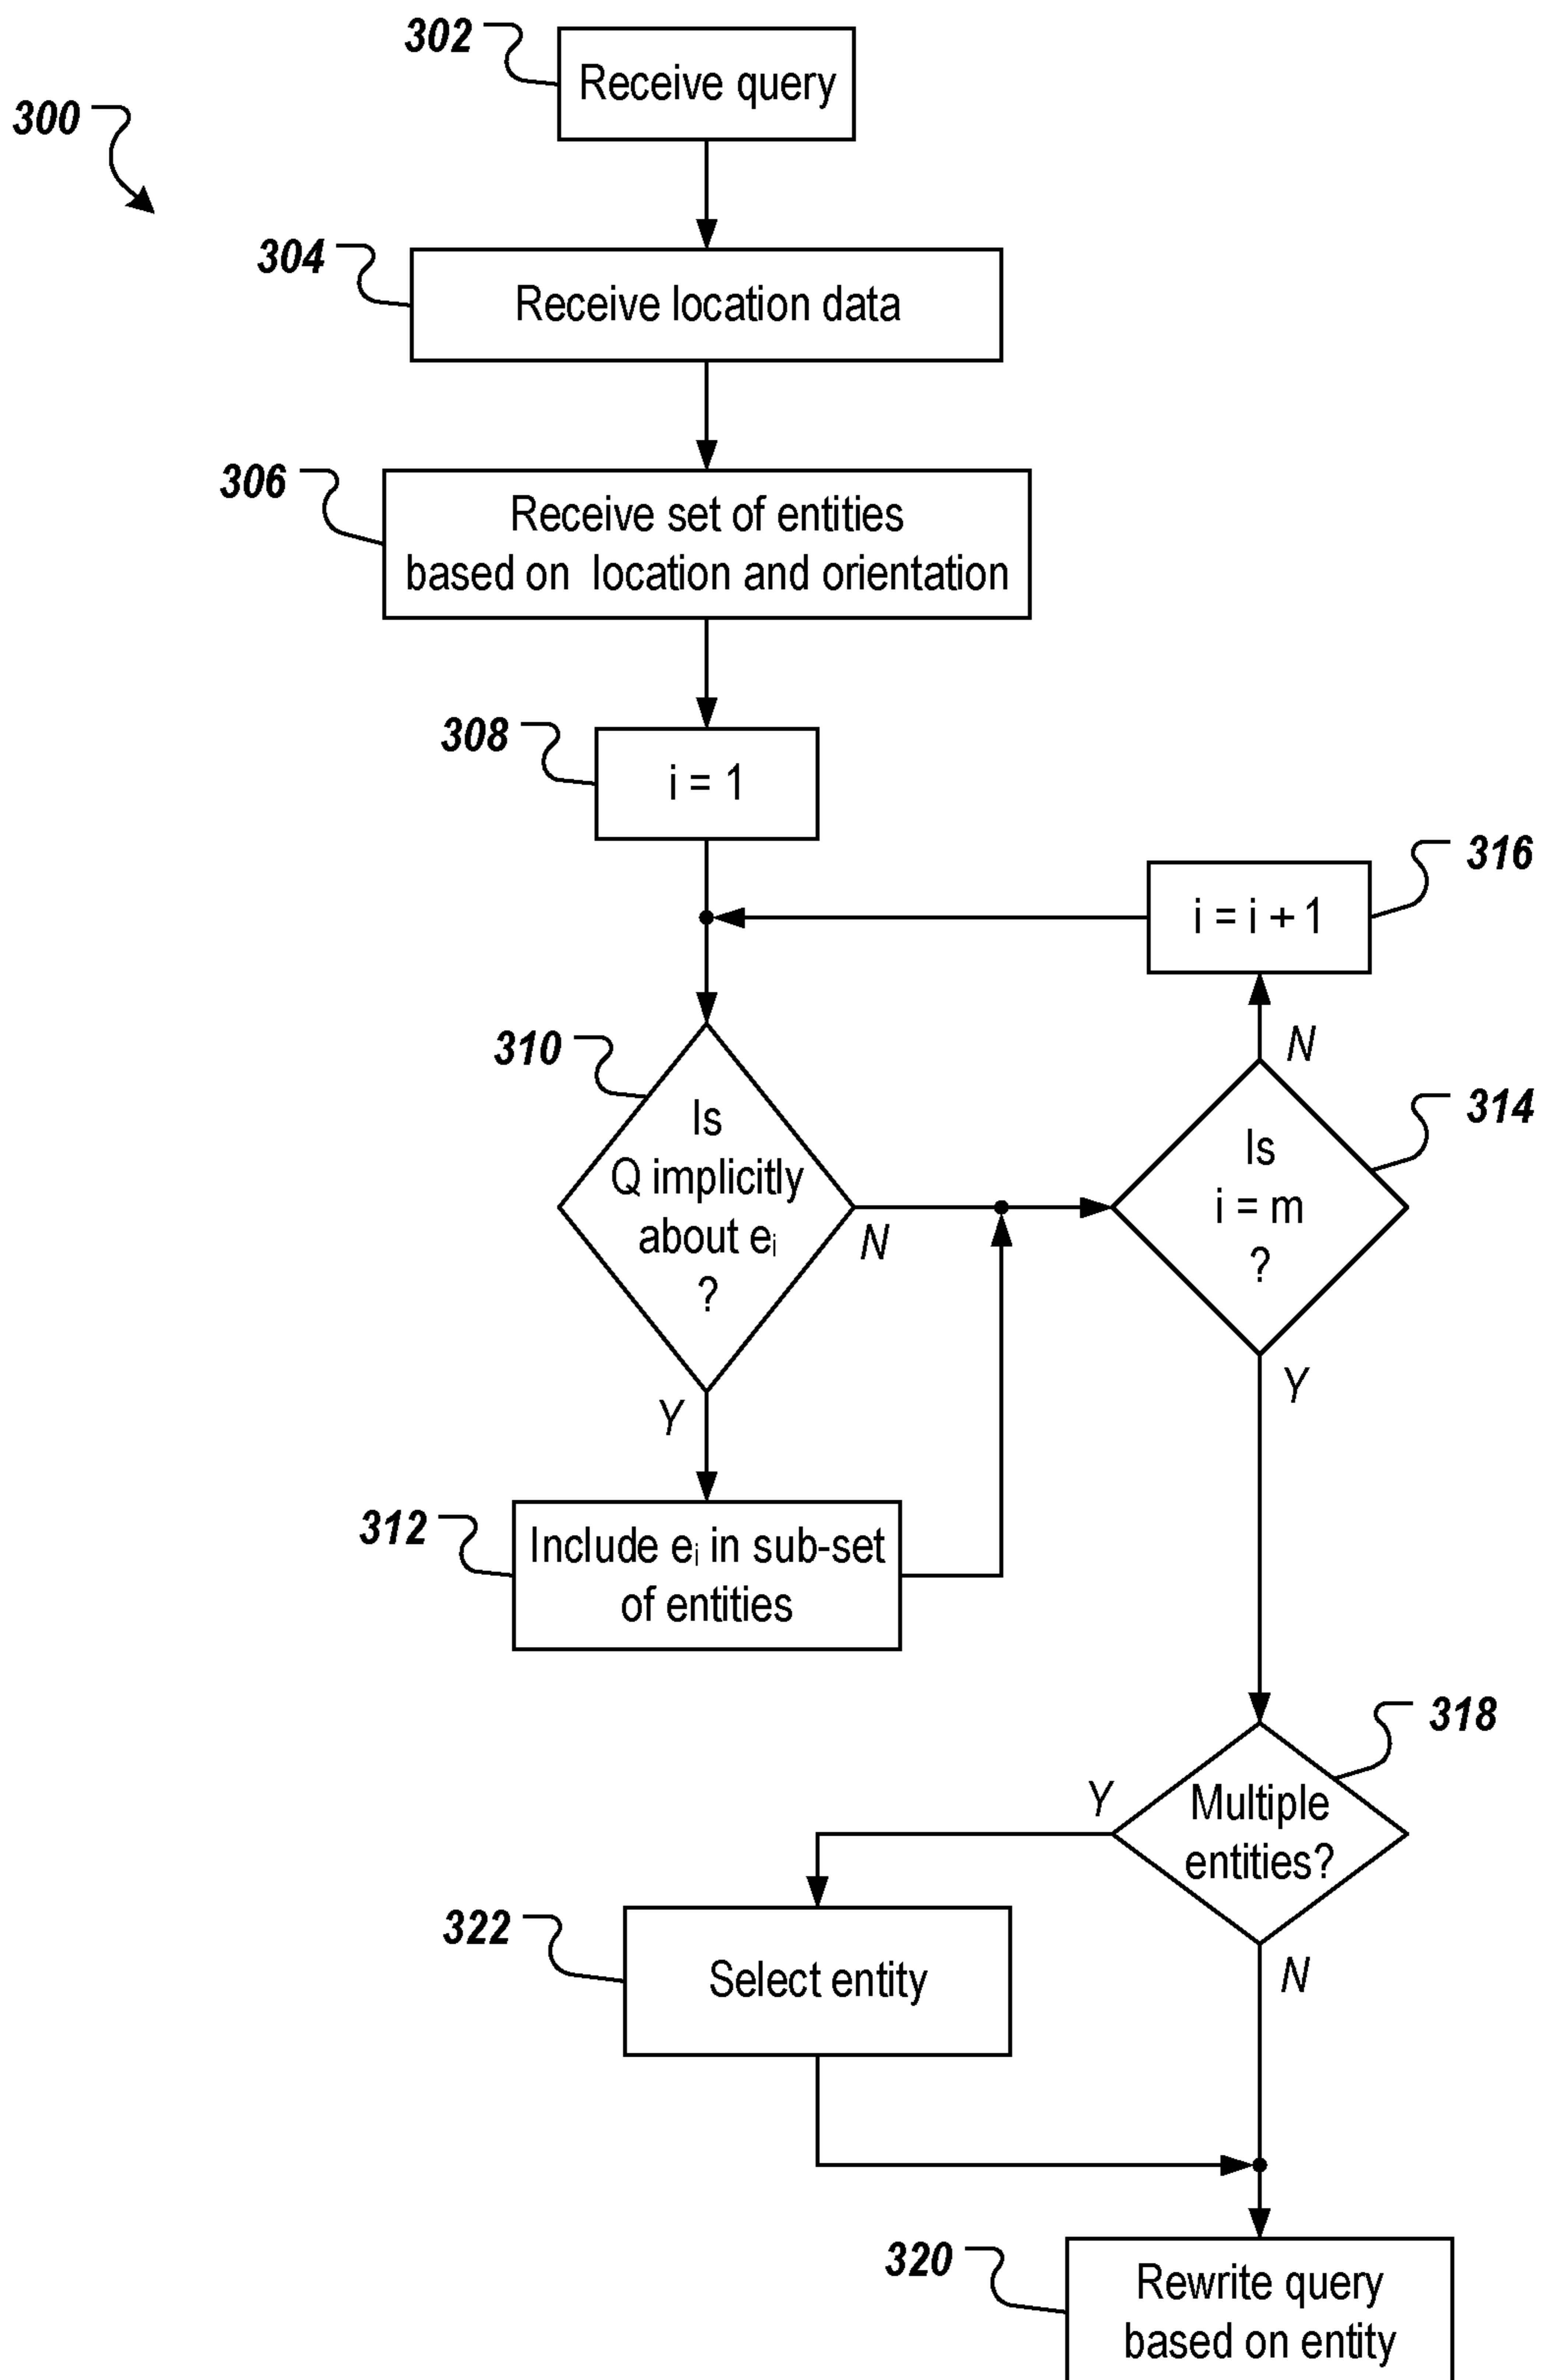 302
Receive query
300
304
Receive location data
306
Receive set of entities
based on location and orientation
308
i = 1
316
i = i + 1
N
310
Is
Q implicitly
about ei
?
N
Y
314
Is
i = m
?
Y
312
Include ei in sub-set
of entities
318
Multiple
entities?
Y
N
322
Select entity
320
Rewrite query
based on entity